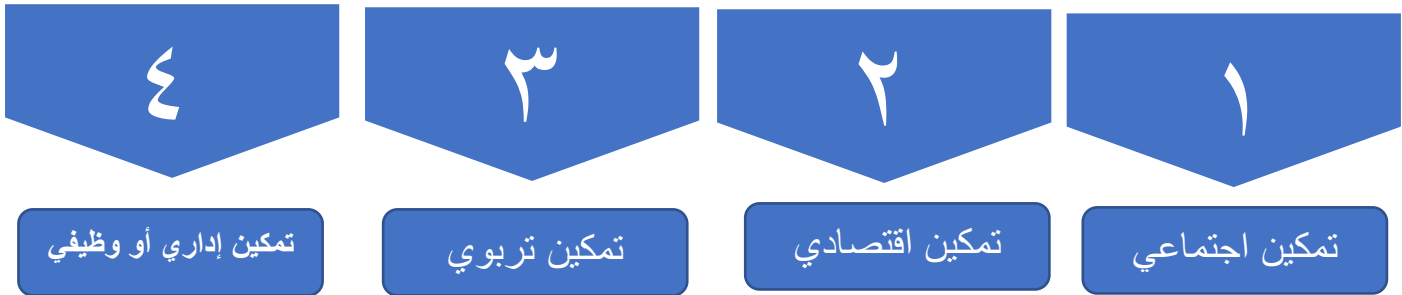 ١
٢
٣
٤
تمكين اجتماعي
تمكين اقتصادي
تمكين تربوي
تمكين إداري أو وظيفي